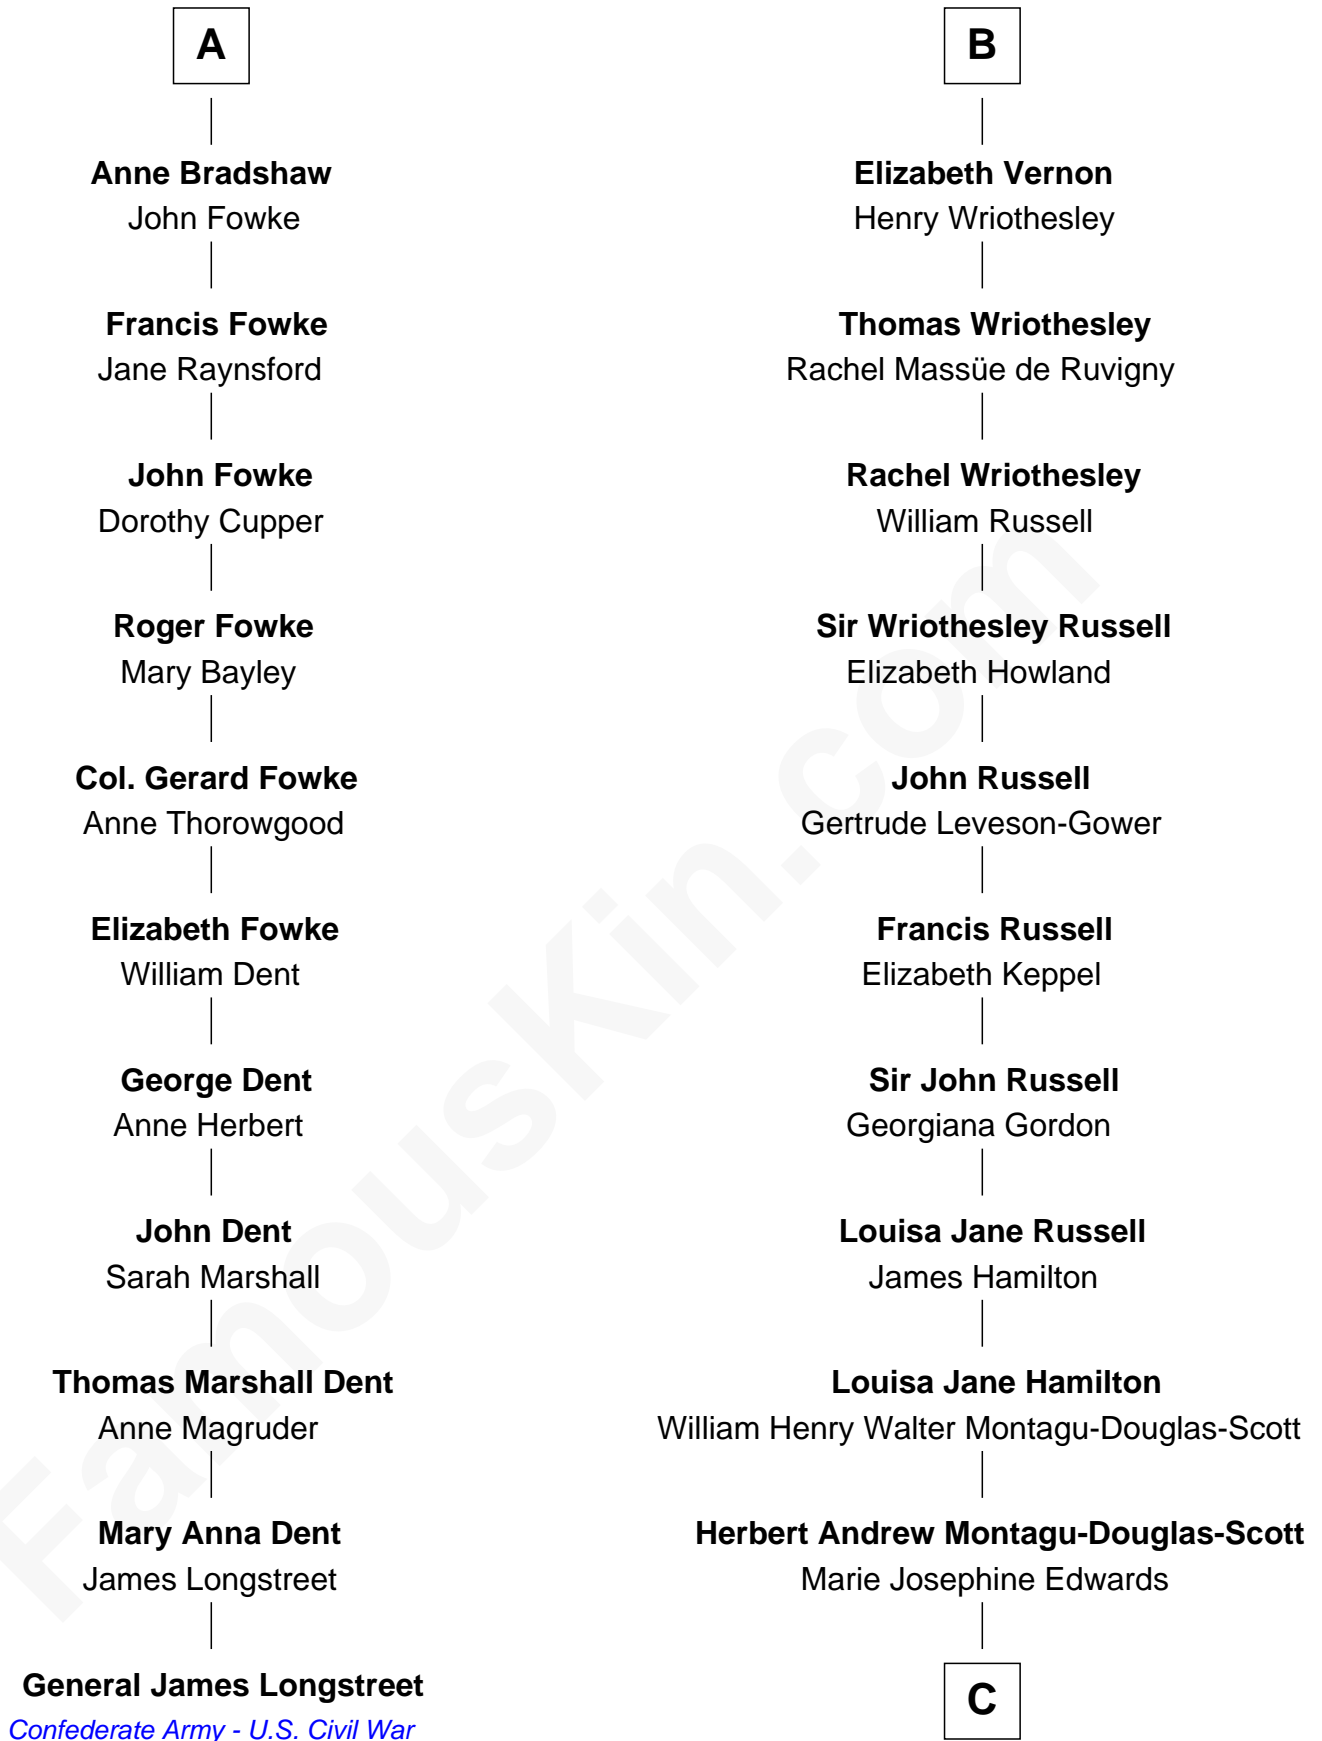 A
Anne Bradshaw
John Fowke
Francis Fowke
Jane Raynsford
John Fowke
Dorothy Cupper
Roger Fowke
Mary Bayley
Col. Gerard Fowke
Anne Thorowgood
Elizabeth Fowke
William Dent
George Dent
Anne Herbert
John Dent
Sarah Marshall
Thomas Marshall Dent
Anne Magruder
Mary Anna Dent
James Longstreet
General James Longstreet
Confederate Army - U.S. Civil War
B
Elizabeth Vernon
Henry Wriothesley
Thomas Wriothesley
Rachel Massüe de Ruvigny
Rachel Wriothesley
William Russell
Sir Wriothesley Russell
Elizabeth Howland
John Russell
Gertrude Leveson-Gower
Francis Russell
Elizabeth Keppel
Sir John Russell
Georgiana Gordon
Louisa Jane Russell
James Hamilton
Louisa Jane Hamilton
William Henry Walter Montagu-Douglas-Scott
Herbert Andrew Montagu-Douglas-Scott
Marie Josephine Edwards
C
FamousKin.com